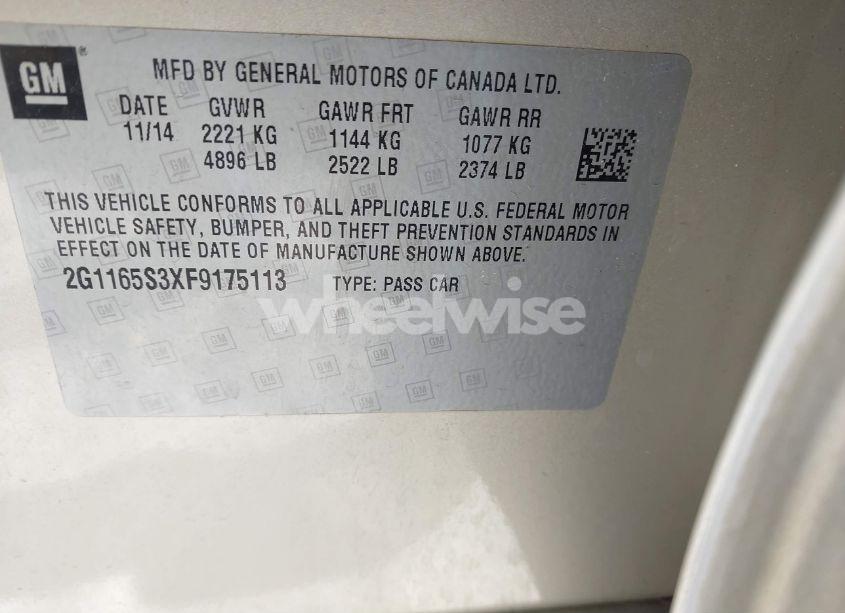 GM ®
MFD BY GENERAL MOTORS OF CANADA LTD.
DATE GVWR GAWR FRT GAWR RR
11/14 2221 KG 1144 KG 1077 KG
4896 LB 2522 LB 2374 LB
THIS VEHICLE CONFORMS TO ALL APPLICABLE U.S. FEDERAL MOTOR
VEHICLE SAFETY, BUMPER, AND THEFT PREVENTION STANDARDS IN
EFFECT ON THE DATE OF MANUFACTURE SHOWN ABOVE.
2G1165S3XF9175113 TYPE: PASS CAR
wheelwise